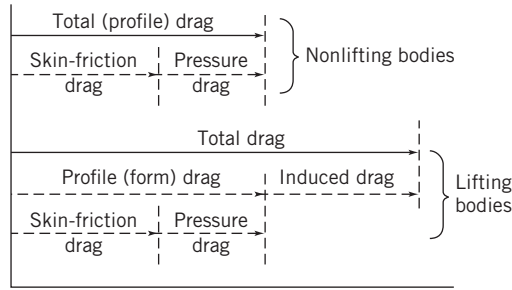 Total (profile) drag
Skin-friction drag
Pressure drag
Nonlifting bodies
Total drag
Profile (form) drag
Induced drag
Skin-friction drag
Pressure drag
Lifting bodies